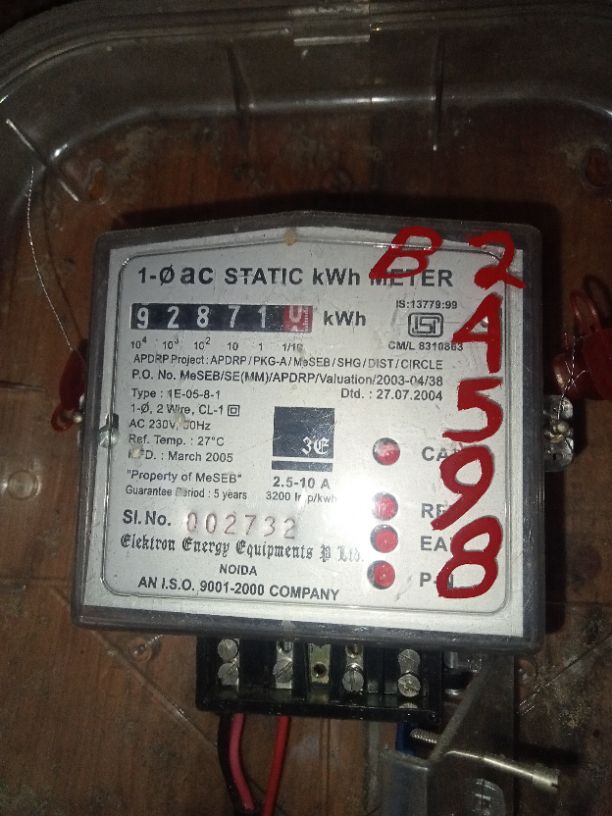 1-Ø ac STATIC kWh METER
B 2 A 5 9 8
IS:13779:99
9 2 8 7 1 kWh
10⁴ 10³ 10² 10 1 1/10
ISI
CM/L 8310863
APDRP Project : APDRP / PKG-A / MeSEB / SHG / DIST / CIRCLE
P.O. No. MeSEB/SE(MM)/APDRP/Valuation/2003-04/38
Dtd. : 27.07.2004
Type : 1E-05-8-1
1-Ø, 2 Wire, CL-1
AC 230V, 50Hz
Ref. Temp. : 27°C
: March 2005
3E
"Property of MeSEB"
Guarantee Period : 5 years
2.5-10 A
3200 Imp/kwh
Sl. No. 002732
Elektron Energy Equipments P Ltd.
NOIDA
AN I.S.O. 9001-2000 COMPANY